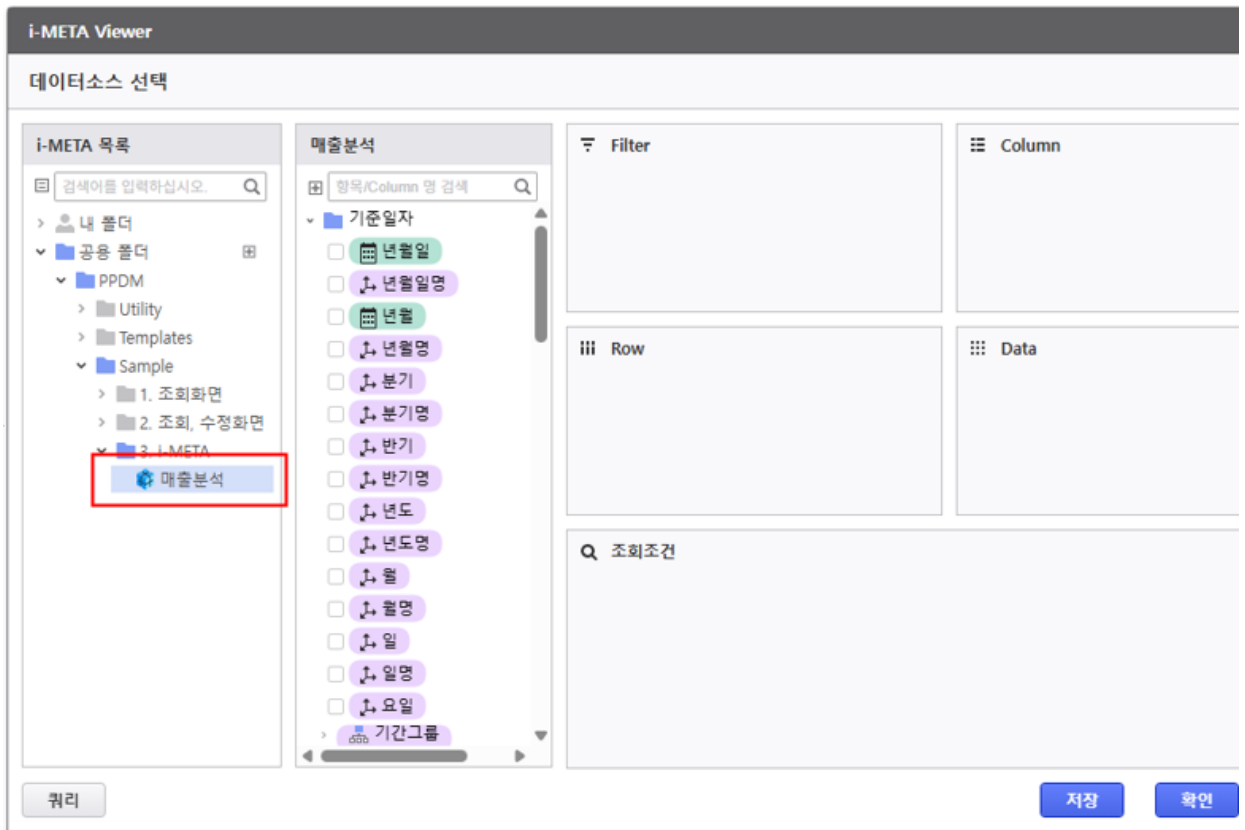 i-META Viewer
데이터소스 선택
i-META 목록
검색어를 입력하십시오.
내 폴더
공용 폴더
PPDM
Utility
Templates
Sample
1. 조회화면
2. 조회, 수정화면
3. i-META
매출분석
매출분석
항목/Column 명 검색
기준일자
년월일
년월일명
년월
년월명
분기
분기명
반기
반기명
년도
년도명
월
월명
일
일명
요일
기간그룹
Filter
Column
Row
Data
조회조건
쿼리
저장
확인